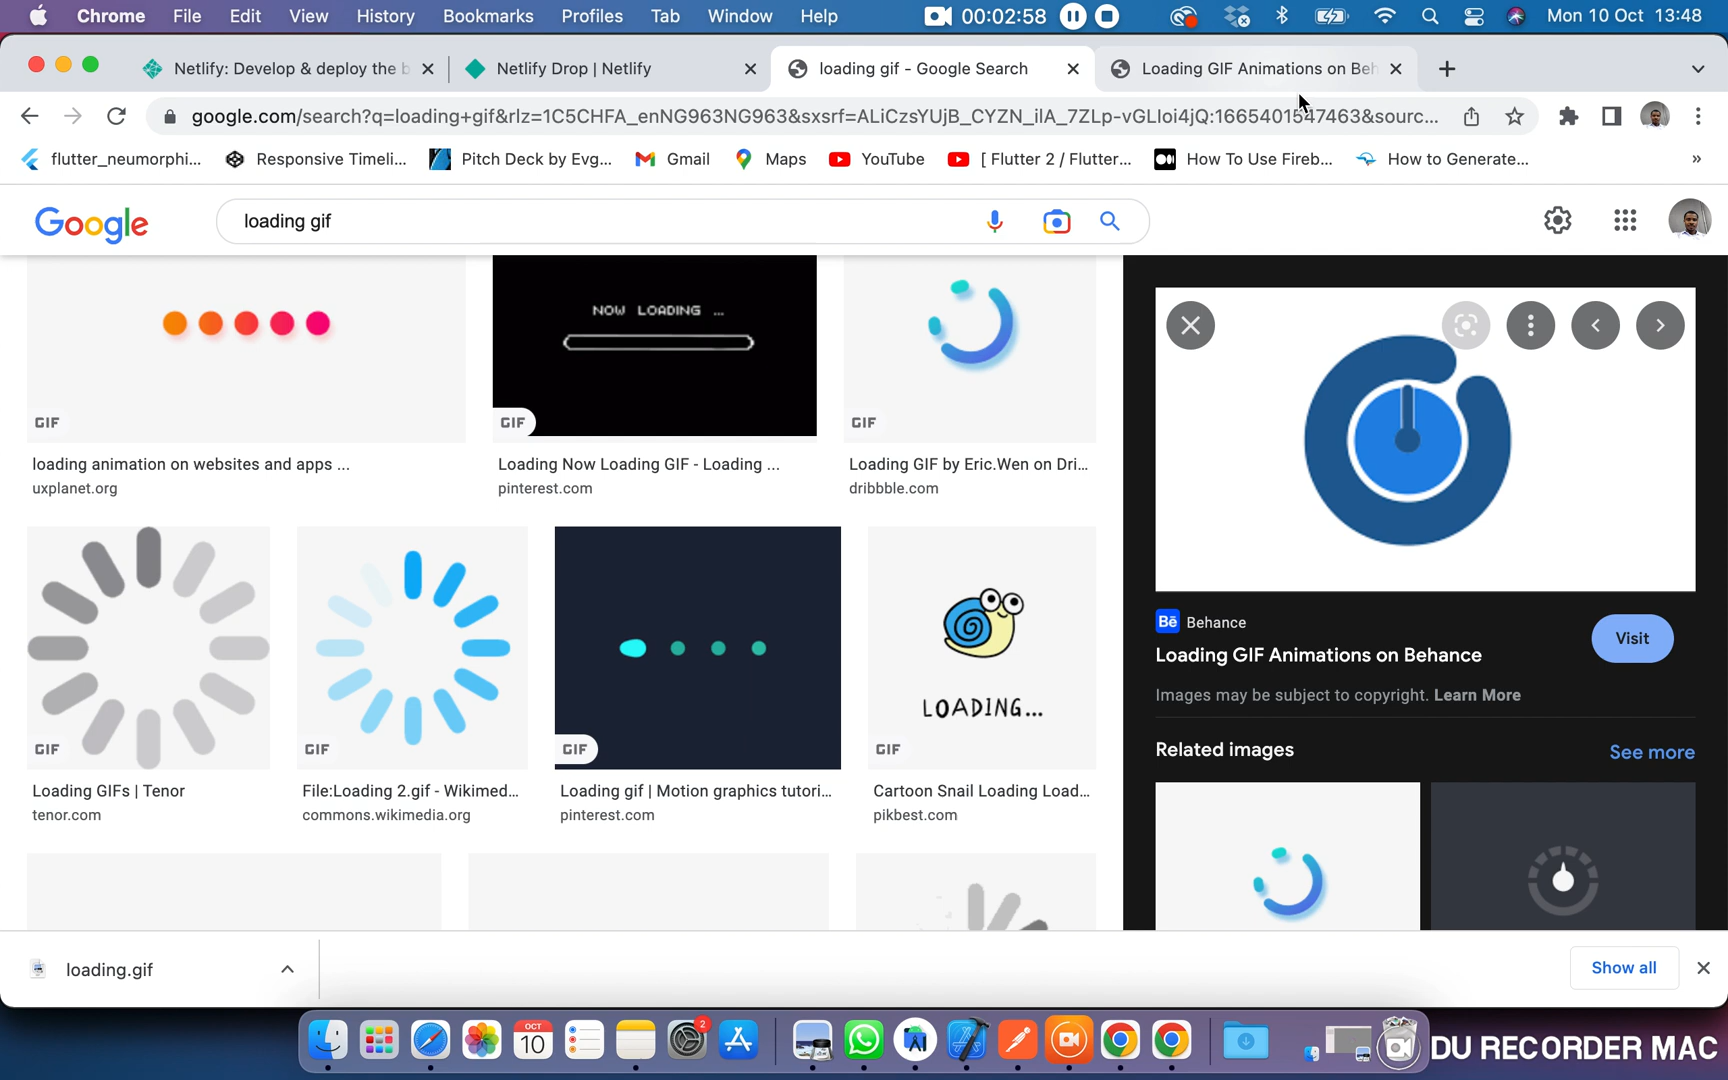 Chrome File Edit View History Bookmarks Profiles Tab Window Help 00:02:58 Mon 10 Oct 13:48
Netlify: Develop & deploy the b Netlify Drop | Netlify loading gif - Google Search Loading GIF Animations on Beh
google.com/search?q=loading+gif&rlz=1C5CHFA_enNG963NG963&sxsrf=ALiCzsYUjB_CYZN_ilA_7ZLp-vGLloi4jQ:1665401547463&sourc...
flutter_neumorphi... Responsive Timeli... Pitch Deck by Evg... Gmail Maps YouTube [ Flutter 2 / Flutter... How To Use Fireb... How to Generate... »
Google loading gif
NOW LOADING ...
GIF GIF GIF
loading animation on websites and apps ... Loading Now Loading GIF - Loading ... Loading GIF by Eric.Wen on Dri...
uxplanet.org pinterest.com dribbble.com
LOADING...
GIF GIF GIF GIF
Loading GIFs | Tenor File:Loading 2.gif - Wikimed... Loading gif | Motion graphics tutori... Cartoon Snail Loading Load...
tenor.com commons.wikimedia.org pinterest.com pikbest.com
Bē Behance
Loading GIF Animations on Behance
Visit
Images may be subject to copyright. Learn More
Related images See more
loading.gif Show all
OCT
10
2
DU RECORDER MAC